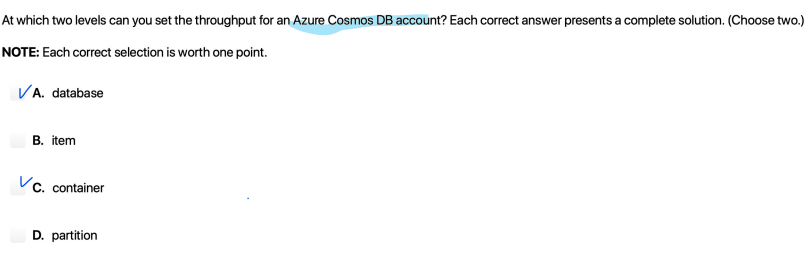 At which two levels can you set the throughput for an Azure Cosmos DB account? Each correct answer presents a complete solution. (Choose two.)
NOTE: Each correct selection is worth one point.
A. database
B. item
C. container
D. partition